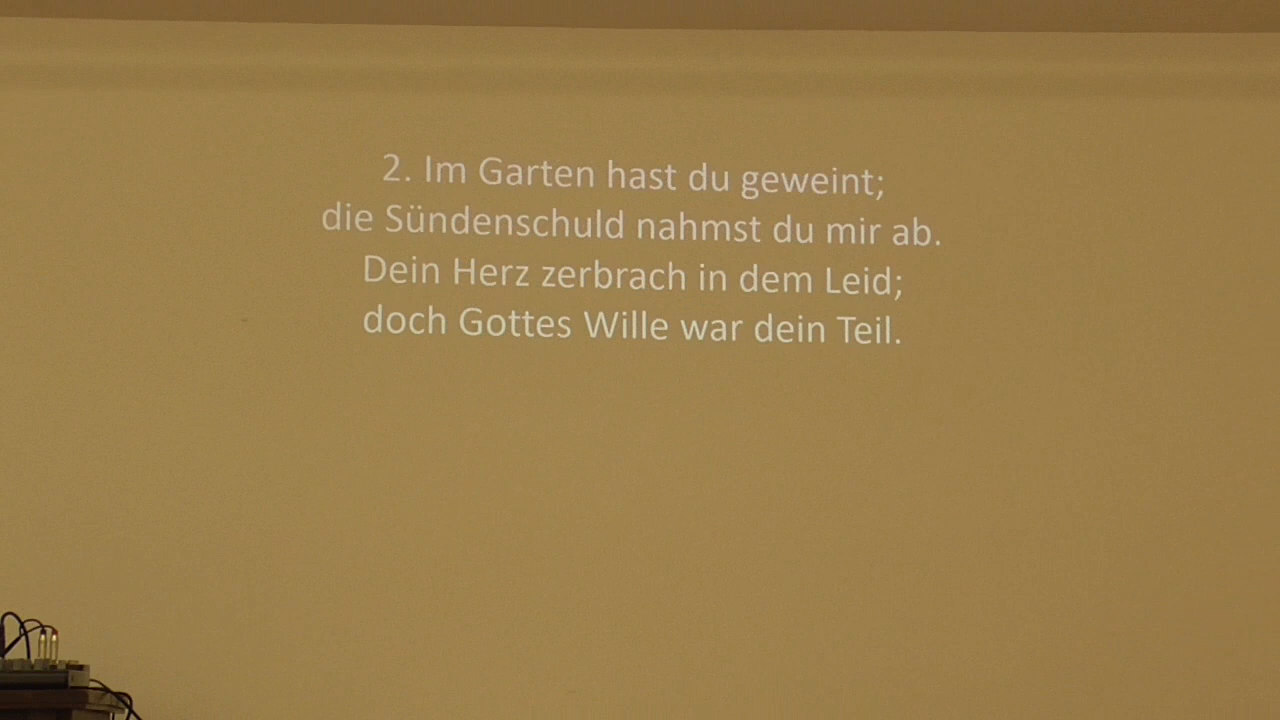 2. Im Garten hast du geweint;
die Sündenschuld nahmst du mir ab.
Dein Herz zerbrach in dem Leid;
doch Gottes Wille war dein Teil.